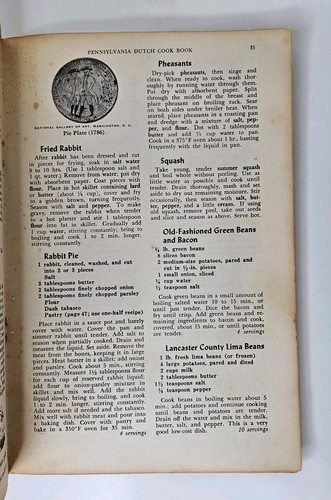 PENNSYLVANIA DUTCH COOK BOOK
35
NATIONAL GALLERY OF ART, WASHINGTON, D. C.
Pie Plate (1786)
Fried Rabbit
After rabbit has been dressed and cut
in pieces for frying, soak in salt water
8 to 10 hrs. (Use 1 tablespoon salt and
1 qt. water.) Remove from water; pat dry
with absorbent paper. Coat pieces with
flour. Place in hot skillet containing lard
or butter (about ¼ cup), cover and fry
to a golden brown, turning frequently.
Season with salt and pepper. To make
gravy, remove the rabbit when tender
to a hot platter and stir 1 tablespoon
flour into fat in skillet. Gradually add
1 cup water, stirring constantly; bring to
boiling and cook 1 to 2 min. longer,
stirring constantly.
Rabbit Pie
1 rabbit, cleaned, washed, and cut
into 2 or 3 pieces
Salt
3 tablespoons butter
2 tablespoons finely chopped onion
2 tablespoons finely chopped parsley
Flour
Dash tabasco
Pastry (page 47; use one-half recipe)
Place rabbit in a sauce pot and barely
cover with water. Cover the pan and
simmer rabbit until tender. Add salt to
season when partially cooked. Drain and
measure the liquid. Set aside. Remove the
meat from the bones, keeping it in large
pieces. Heat butter in a skillet; add onion
and parsley. Cook about 5 min., stirring
constantly. Measure 1½ tablespoons flour
for each cup of reserved rabbit liquid;
add flour to onion-parsley mixture in
skillet and mix well. Add the rabbit
liquid slowly, bring to boiling, and cook
1 to 2 min. longer, stirring constantly.
Add more salt if needed and the tabasco.
Mix well with rabbit meat and pour into
a baking dish. Cover with pastry and
bake in a 350°F oven for 35 min.
4 servings
Pheasants
Dry-pick pheasants, then singe and
clean. When ready to cook, wash thor-
oughly by running water through them.
Pat dry with absorbent paper. Split
through the middle of the breast and
place pheasant on broiling rack. Sear
on both sides under broiler heat. When
seared, place pheasants in a roasting pan
and dredge with a mixture of salt, pep-
per, and flour. Dot with 2 tablespoons
butter and add ½ cup water to pan.
Cook in a 375°F oven about 1 hr., basting
frequently with the liquid in pan.
Squash
Take young, tender summer squash
and boil whole without peeling. Use as
little water as possible and cook until
tender. Drain thoroughly, mash and set
aside to dry out remaining moisture. Stir
occasionally, then season with salt, but-
ter, pepper, and a little cream. If using
old squash, remove peel, take out seeds
and slice and season as above. Serve hot.
Old-Fashioned Green Beans
and Bacon
¾ lb. green beans
8 slices bacon
2 medium-size potatoes, pared and
cut in ½-in. pieces
1 small onion, sliced
¼ cup water
½ teaspoon salt
Cook green beans in a small amount of
boiling salted water 10 to 15 min., or
until just tender. Dice the bacon and
fry until crisp. Add green beans and re-
maining ingredients to bacon and cook,
covered, about 15 min., or until potatoes
are tender.
Lancaster County Lima Beans
1 lb. fresh lima beans (or frozen)
4 large potatoes, pared and diced
2 cups milk
2 tablespoons butter
1½ teaspoons salt
¼ teaspoon pepper
Cook beans in boiling water about 5
min.; add potatoes and continue cooking
until beans and potatoes are tender.
Drain off the water and mix in the milk,
butter, salt, and pepper. This is a very
good low-cost dish.
10 servings